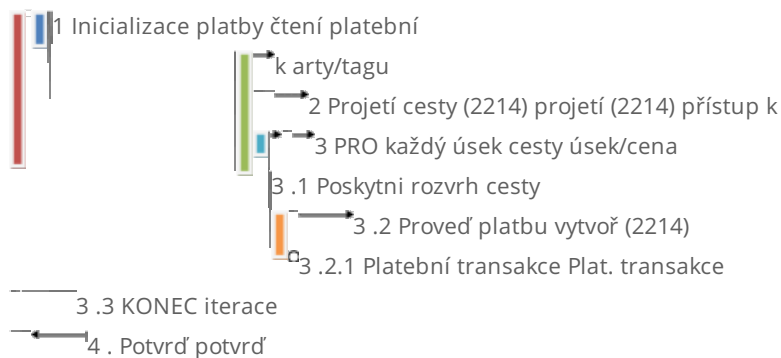 1 Inicializace platby čtení platební
k arty/tagu
2 Projetí cesty (2214) projetí (2214) přístup k
3 PRO každý úsek cesty úsek/cena
3 .1 Poskytni rozvrh cesty
3 .2 Proveď platbu vytvoř (2214)
3 .2.1 Platební transakce Plat. transakce
3 .3 KONEC iterace
4 . Potvrď potvrď